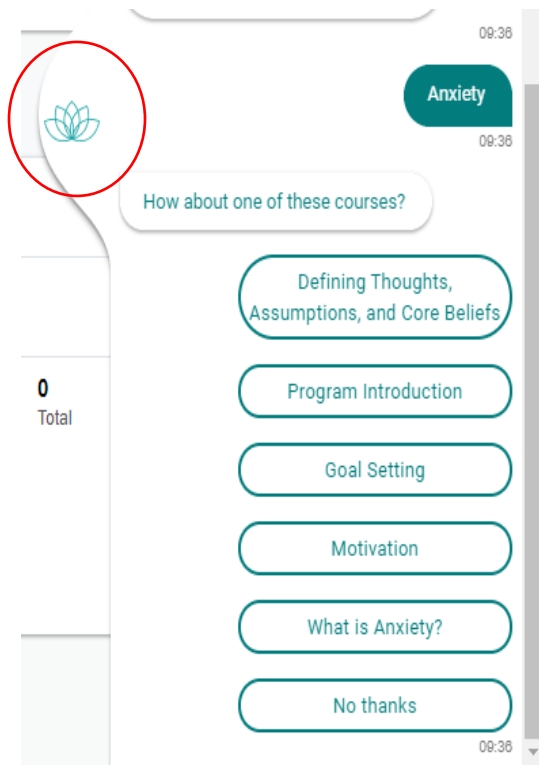 09:36
Anxiety
09:36
How about one of these courses?
Defining Thoughts,
Assumptions, and Core Beliefs
Program Introduction
0
Total
Goal Setting
Motivation
What is Anxiety?
No thanks
09:36